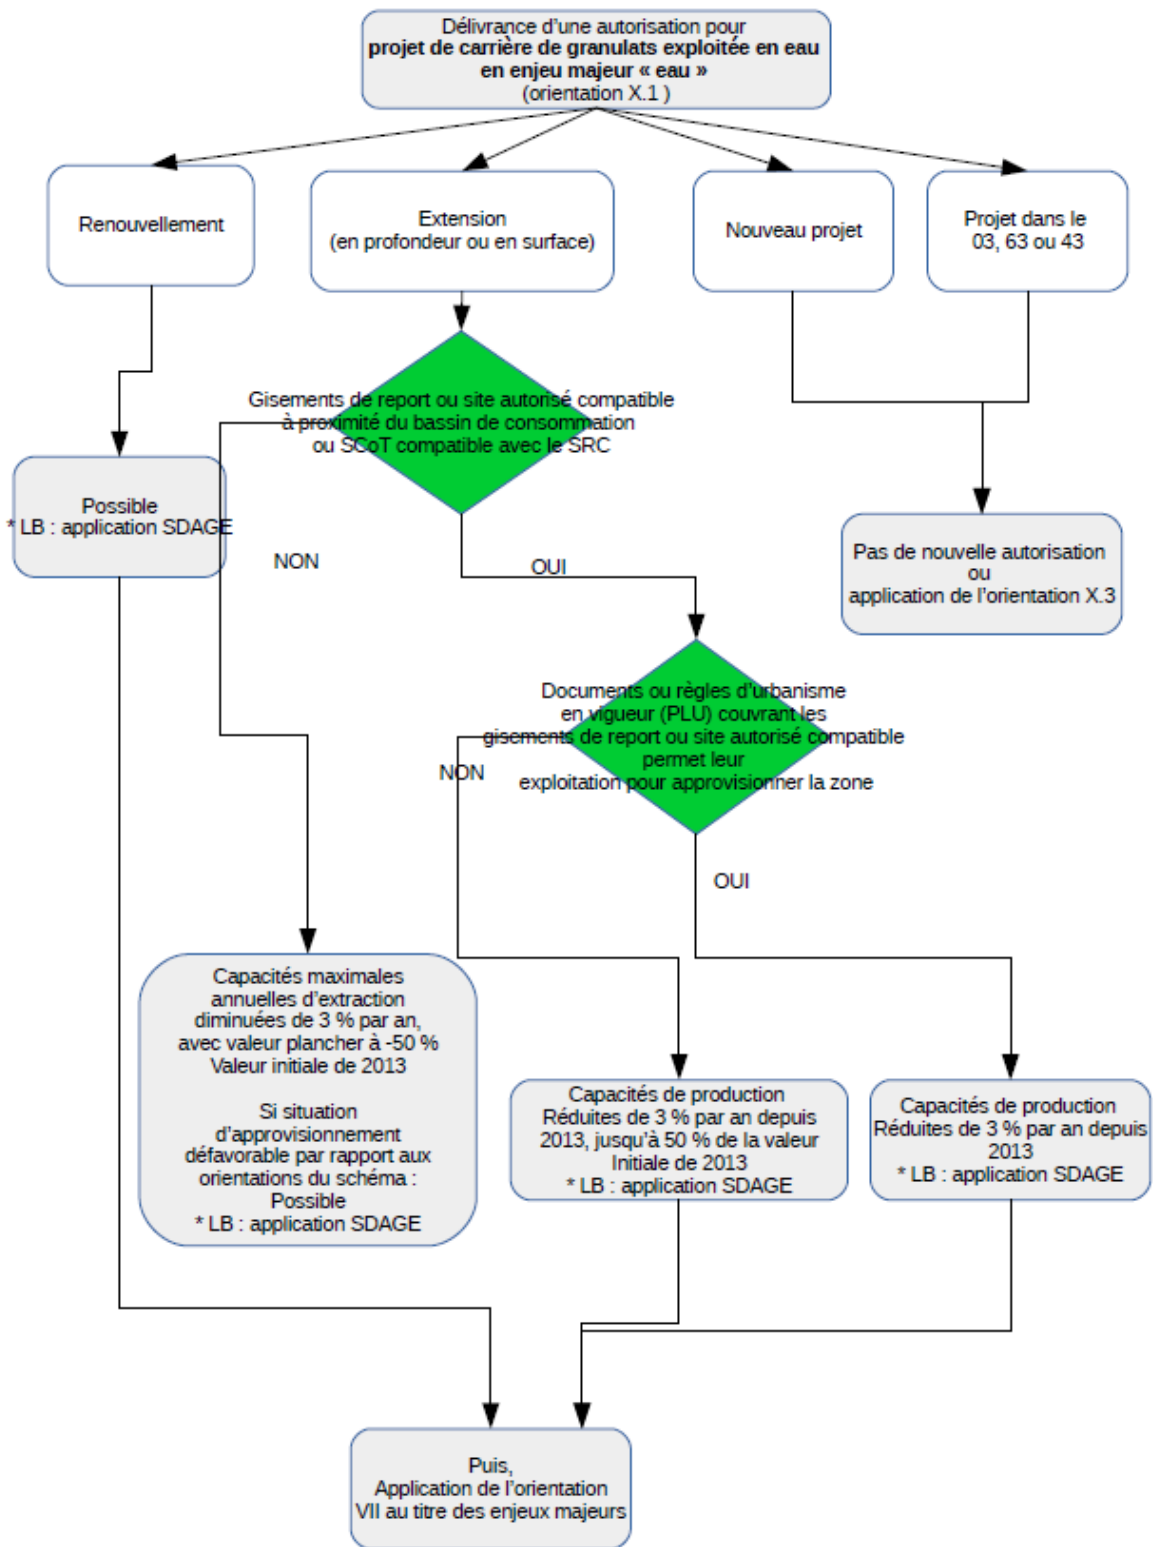 Délivrance d'une autorisation pour
projet de carrière de granulats exploitée en eau
en enjeu majeur « eau »
(orientation X.1 )
Renouvellement
Extension
(en profondeur ou en surface)
Nouveau projet
Projet dans le
03, 63 ou 43
Gisements de report ou site autorisé compatible
à proximité du bassin de consommation
ou SCoT compatible avec le SRC
Possible
* LB : application SDAGE
NON
OUI
Pas de nouvelle autorisation
ou
application de l'orientation X.3
Documents ou règles d'urbanisme
en vigueur (PLU) couvrant les
gisements de report ou site autorisé compatible
permet leur
exploitation pour approvisionner la zone
NON
OUI
Capacités maximales
annuelles d'extraction
diminuées de 3 % par an,
avec valeur plancher à -50 %
Valeur initiale de 2013
Si situation
d'approvisionnement
défavorable par rapport aux
orientations du schéma :
Possible
* LB : application SDAGE
Capacités de production
Réduites de 3 % par an depuis
2013, jusqu'à 50 % de la valeur
Initiale de 2013
* LB : application SDAGE
Capacités de production
Réduites de 3 % par an depuis
2013
* LB : application SDAGE
Puis,
Application de l'orientation
VII au titre des enjeux majeurs